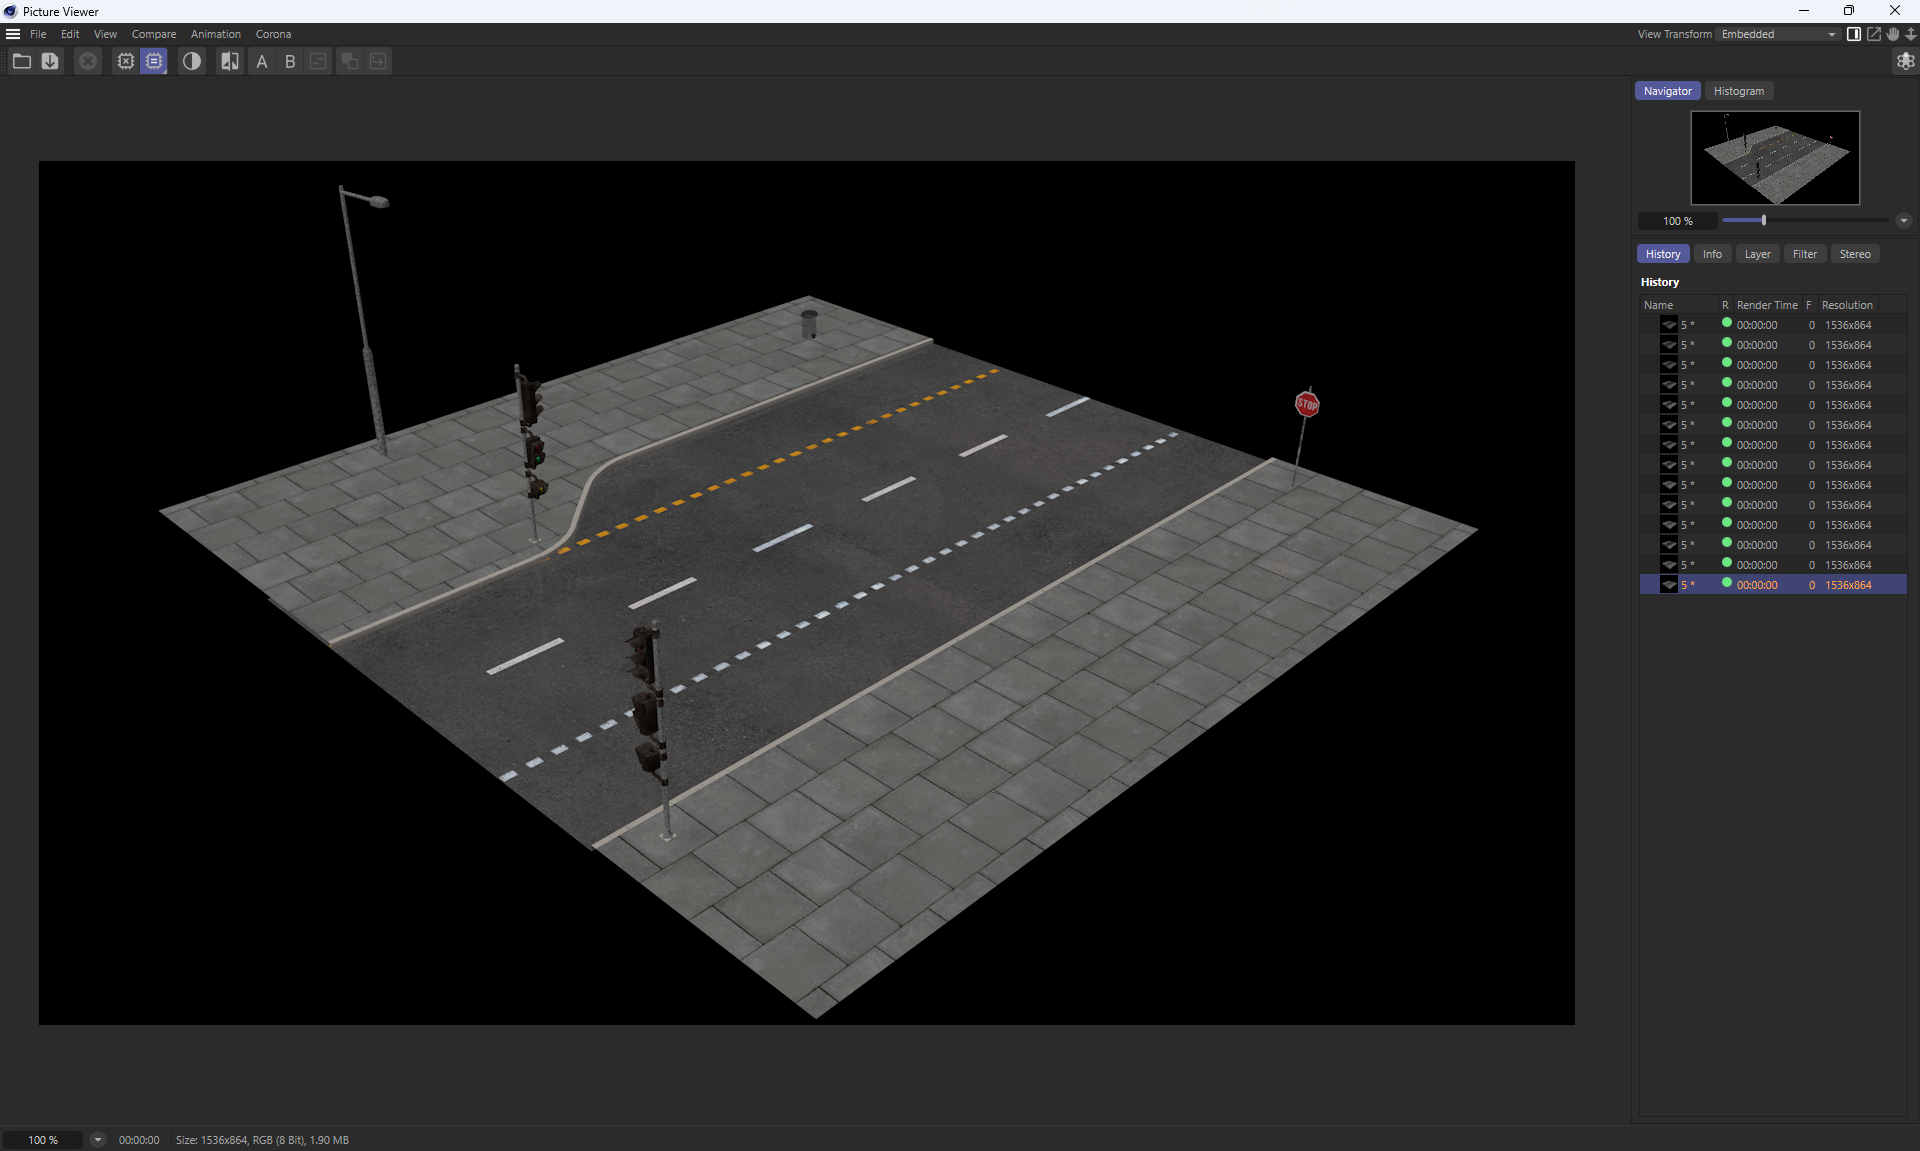 Picture Viewer
File Edit View Compare Animation Corona
View Transform Embedded
A B
Navigator Histogram
100 %
History Info Layer Filter Stereo
History
Name R Render Time F Resolution
5 * 00:00:00 0 1536x864
5 * 00:00:00 0 1536x864
5 * 00:00:00 0 1536x864
5 * 00:00:00 0 1536x864
5 * 00:00:00 0 1536x864
5 * 00:00:00 0 1536x864
5 * 00:00:00 0 1536x864
5 * 00:00:00 0 1536x864
5 * 00:00:00 0 1536x864
5 * 00:00:00 0 1536x864
5 * 00:00:00 0 1536x864
5 * 00:00:00 0 1536x864
5 * 00:00:00 0 1536x864
5 * 00:00:00 0 1536x864
STOP
100 % 00:00:00 Size: 1536x864, RGB (8 Bit), 1.90 MB